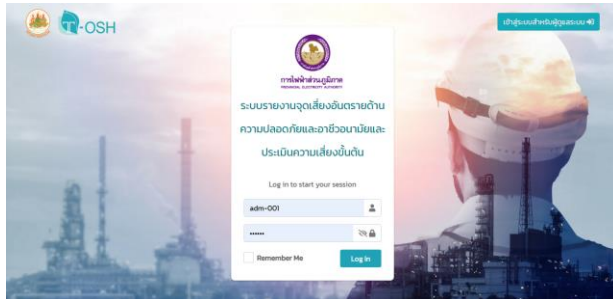 T-OSH
เข้าสู่ระบบสำหรับผู้ดูแลระบบ
การไฟฟ้าส่วนภูมิภาค
PROVINCIAL ELECTRICITY AUTHORITY
ระบบรายงานจุดเสี่ยงอันตรายด้าน
ความปลอดภัยและอาชีวอนามัยและ
ประเมินความเสี่ยงขั้นต้น
Log in to start your session
adm-001
••••••
Remember Me
Log In